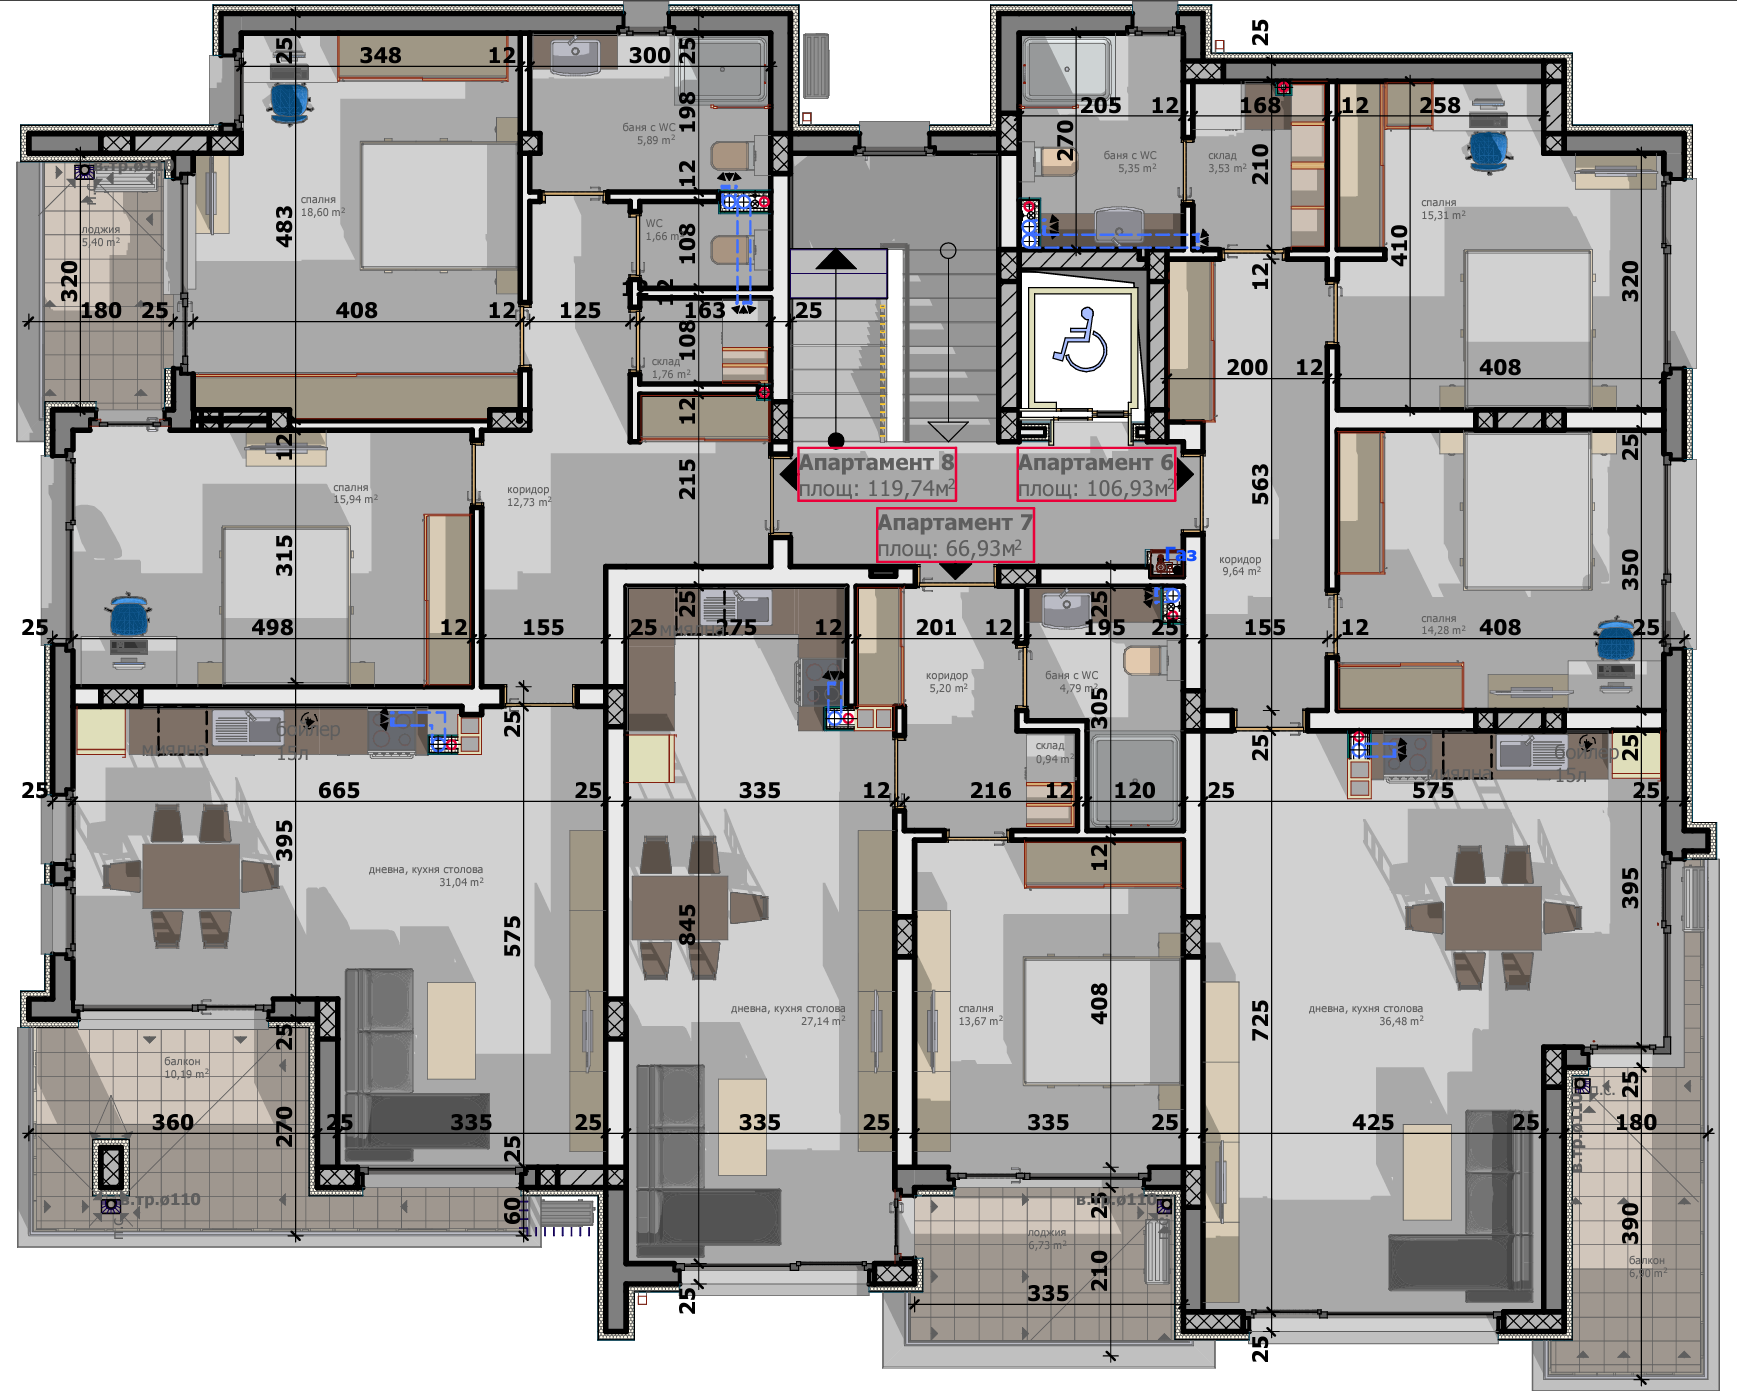 25
348
12
300
25
205
12
168
12
258
25
198
270
баня с WC
5,89 m²
баня с WC
5,35 m²
склад
3,53 m²
210
12
спалня
18,60 m²
483
спалня
15,31 m²
лоджия
5,40 m²
WC
1,66 m²
108
410
320
320
12
180
25
408
12
125
163
25
108
склад
1,76 m²
200
12
408
12
12
215
Апартамент 8
площ: 119,74м²
Апартамент 6
площ: 106,93м²
Апартамент 7
площ: 66,93м²
563
25
спалня
15,94 m²
коридор
12,73 m²
315
Газ
коридор
9,64 m²
350
25
498
12
155
25
25
275
12
201
12
195
25
25
155
12
408
25
спалня
14,28 m²
миялна
коридор
5,20 m²
баня с WC
4,79 m²
305
миялна
бойлер
15л
25
склад
0,94 m²
25
миялна
бойлер
15л
25
25
665
25
335
12
216
12
120
25
575
25
395
12
395
дневна, кухня столова
31,04 m²
575
845
408
725
дневна, кухня столова
27,14 m²
спалня
13,67 m²
дневна, кухня столова
36,48 m²
25
балкон
10,19 m²
25
в.тр.ø110
360
25
335
25
335
25
335
25
425
25
180
270
25
в.тр.ø110
60
в.тр.ø110
25
лоджия
6,73 m²
210
390
балкон
6,90 m²
335
25
25